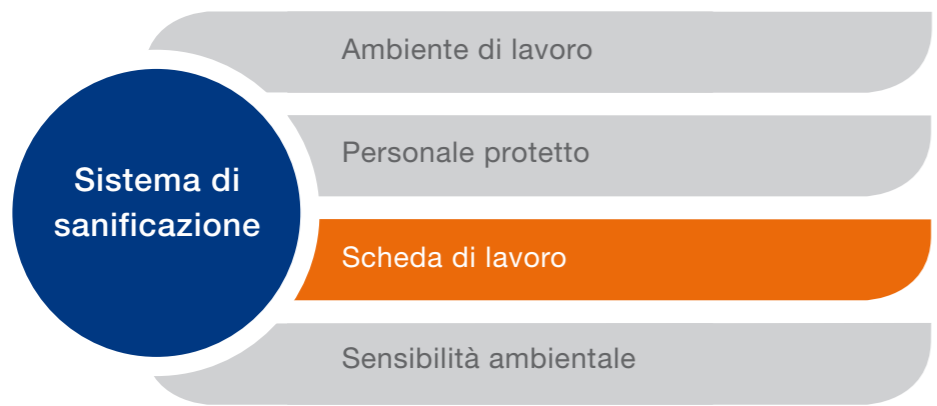 Ambiente di lavoro
Personale protetto
Sistema di
sanificazione
Scheda di lavoro
Sensibilità ambientale